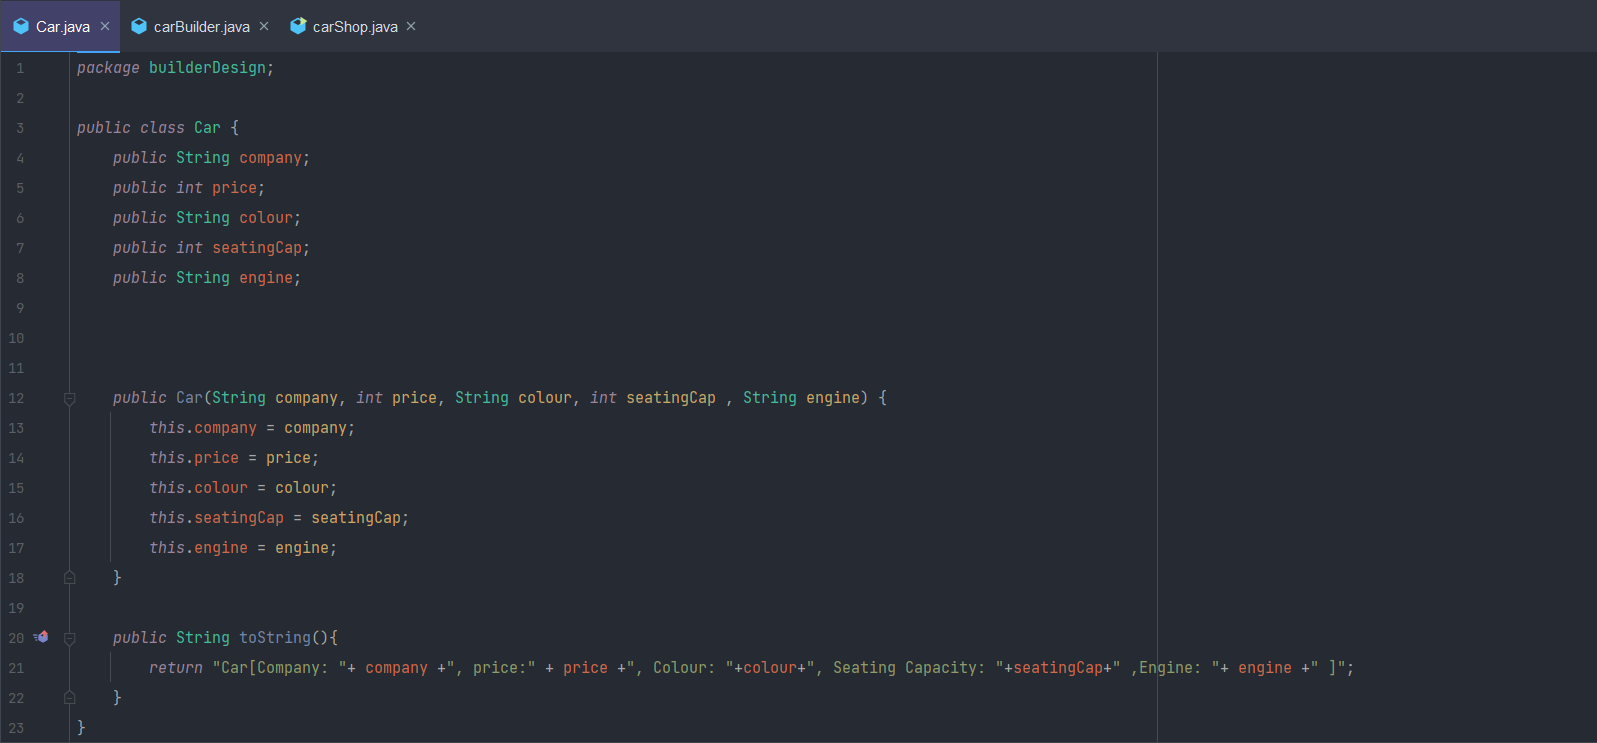 Car.java × carBuilder.java × carShop.java ×
1 package builderDesign;
2
3 public class Car {
4 public String company;
5 public int price;
6 public String colour;
7 public int seatingCap;
8 public String engine;
9
10
11
12 public Car(String company, int price, String colour, int seatingCap , String engine) {
13 this.company = company;
14 this.price = price;
15 this.colour = colour;
16 this.seatingCap = seatingCap;
17 this.engine = engine;
18 }
19
20 public String toString(){
21 return "Car[Company: "+ company +", price:" + price +", Colour: "+colour+", Seating Capacity: "+seatingCap+" ,Engine: "+ engine +" ]";
22 }
23 }